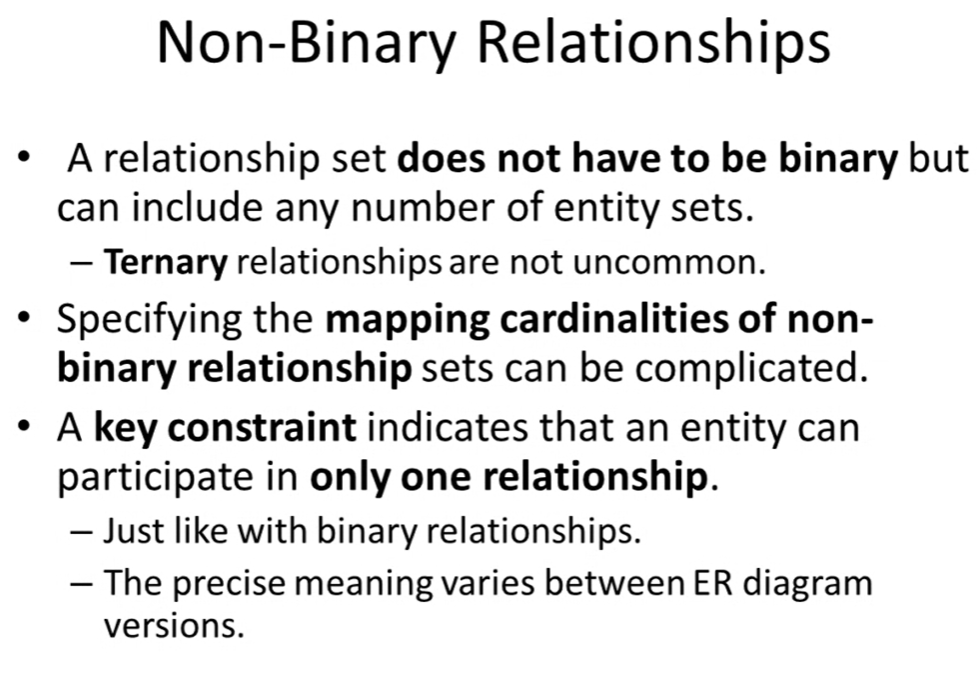 Non-Binary Relationships
• A relationship set does not have to be binary but
can include any number of entity sets.
– Ternary relationships are not uncommon.
• Specifying the mapping cardinalities of non-
binary relationship sets can be complicated.
• A key constraint indicates that an entity can
participate in only one relationship.
– Just like with binary relationships.
– The precise meaning varies between ER diagram
versions.